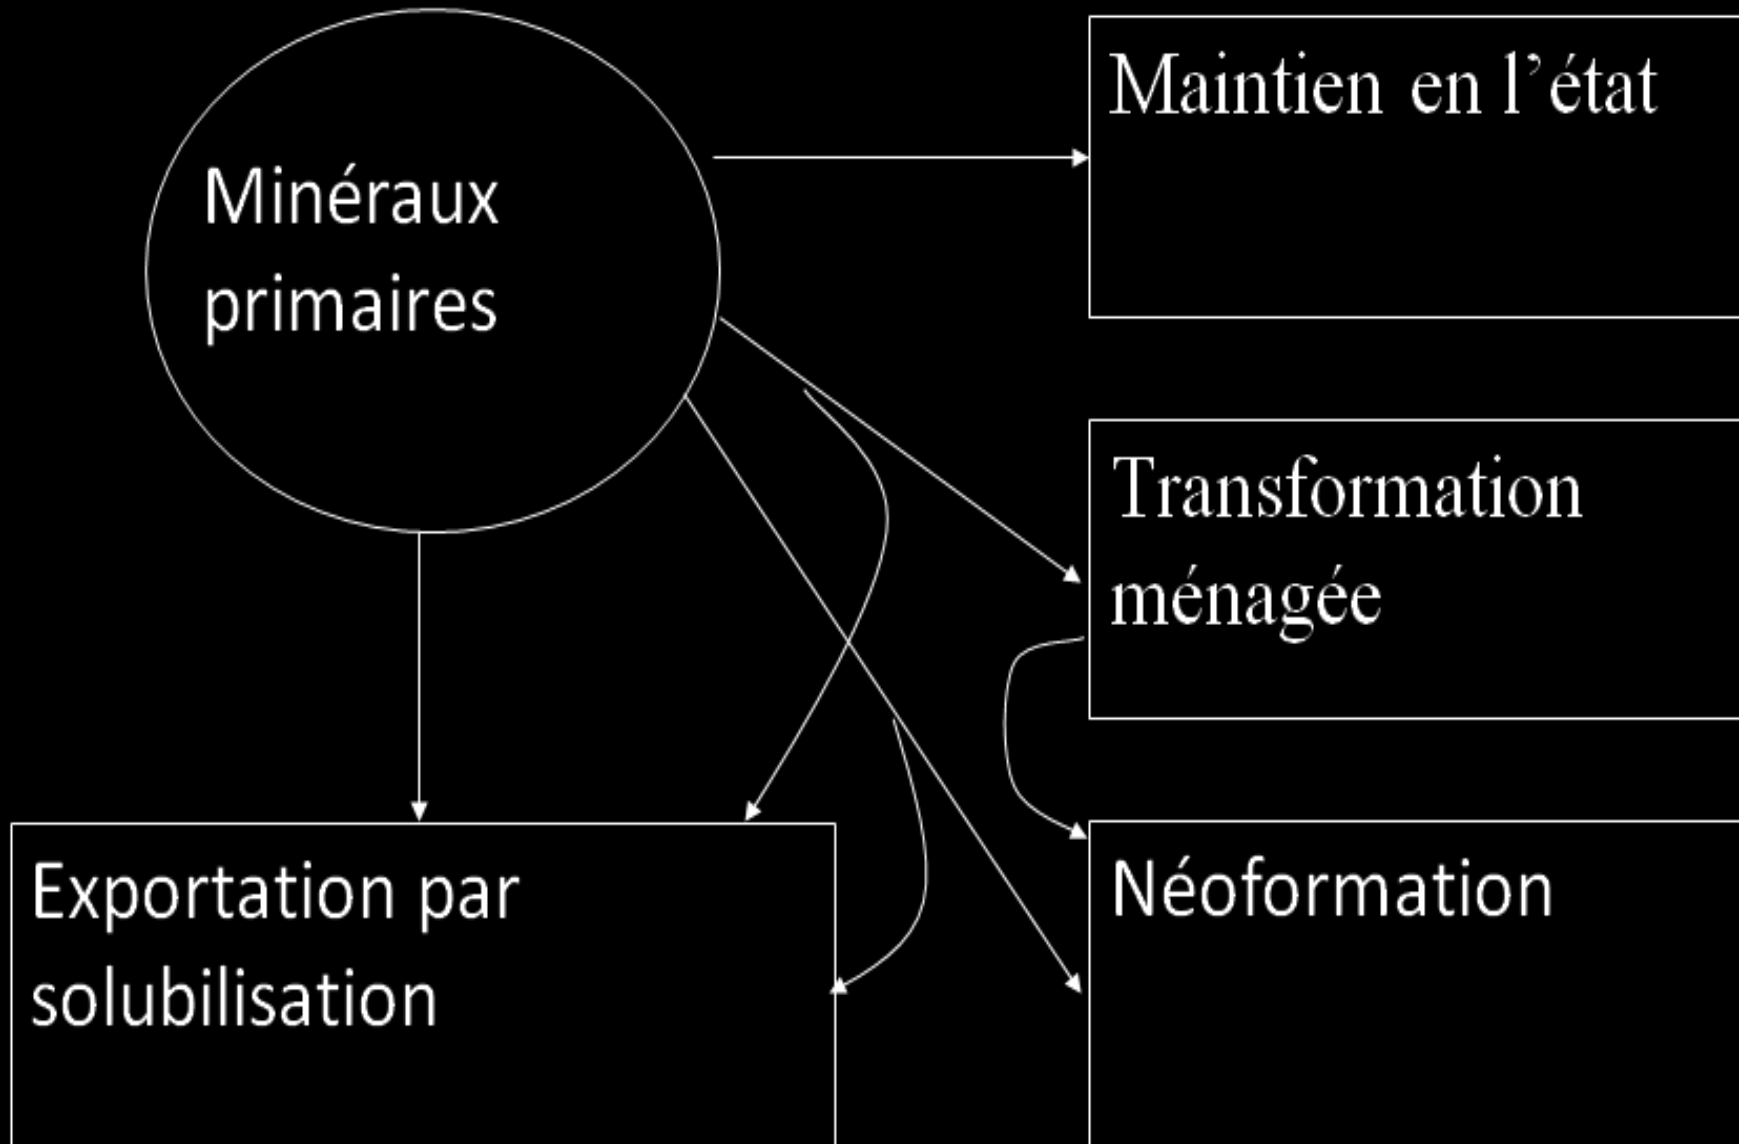 Minéraux
primaires
Maintien en l’état
Transformation
ménagée
Exportation par
solubilisation
Néoformation